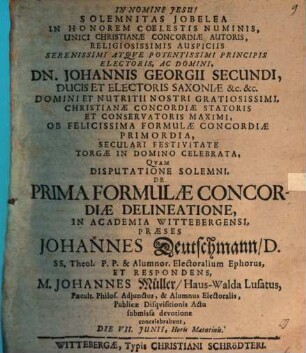 IN NOMINE JESU!
SOLEMNITAS JOBELEA
IN HONOREM COELESTIS NUMINIS,
UNICI CHRISTIANÆ CONCORDIÆ AUTORIS,
RELIGIOSISSIMIS AUSPICIIS
SERENISSIMI ATQVE POTENTISSIMI PRINCIPIS
ELECTORIS, AC DOMINI,
DN. JOHANNIS GEORGII SECUNDI,
DUCIS ET ELECTORIS SAXONIÆ &c. &c.
DOMINI ET NUTRITII NOSTRI GRATIOSISSIMI,
CHRISTIANÆ CONCORDIÆ STATORIS
ET CONSERVATORIS MAXIMI,
OB FELICISSIMA FORMULÆ CONCORDIÆ
PRIMORDIA,
SECULARI FESTIVITATE
TORGÆ IN DOMINO CELEBRATA,
QVAM
DISPUTATIONE SOLEMNI,
DE
PRIMA FORMULÆ CONCOR-
DIÆ DELINEATIONE,
IN ACADEMIA WITTEBERGENSI,
PRÆSES
JOHANNES Deutschmann/D.
SS. Theol. P. P. & Alumnor. Electoralium Ephorus,
ET RESPONDENS,
M. JOHANNES Müller/Haus-Walda Lusatus,
Facult. Philos. Adjunctus, & Alumnus Electoralis,
Publicæ Disqvisitionis Actu
submissa devotione
concelebrabunt,
DIE VII. JUNII, Horis Matutinis.
WITTEBERGÆ, Typis CHRISTIANI SCHRÖDTERI.